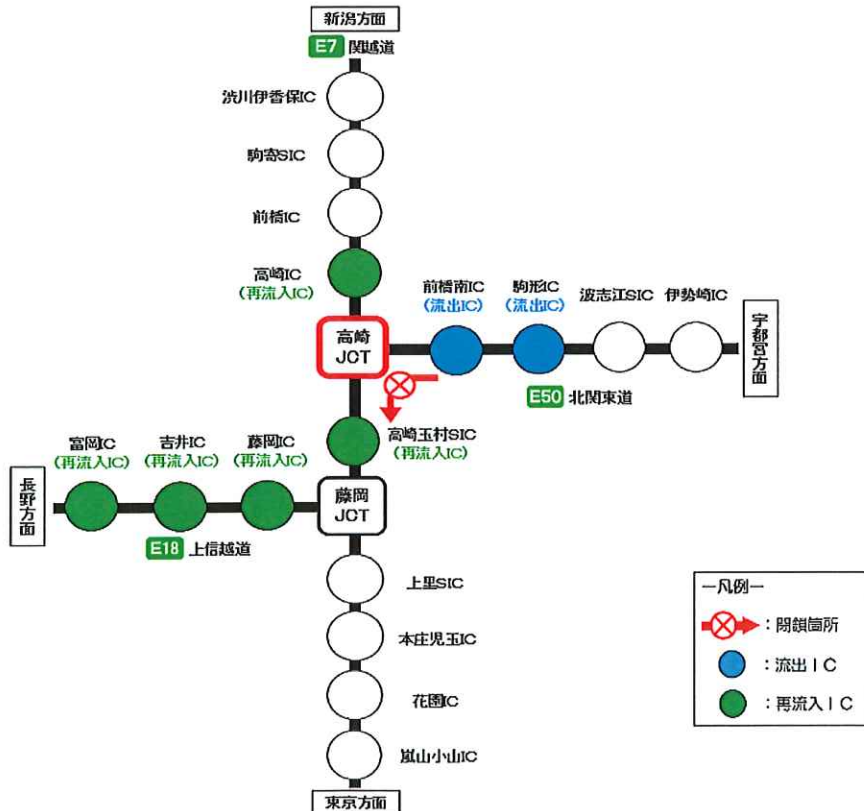 新潟方面
E7 関越道
渋川伊香保IC
駒寄SIC
前橋IC
高崎IC
(再流入IC)
前橋南IC
(流出IC)
駒形IC
(流出IC)
波志江SIC
伊勢崎IC
宇都宮方面
高崎
JCT
E50 北関東道
高崎玉村SIC
(再流入IC)
富岡IC
(再流入IC)
吉井IC
(再流入IC)
藤岡IC
(再流入IC)
長野方面
藤岡
JCT
E18 上信越道
上里SIC
本庄児玉IC
花園IC
嵐山小山IC
東京方面
ー凡例ー
：閉鎖箇所
：流出IC
：再流入IC